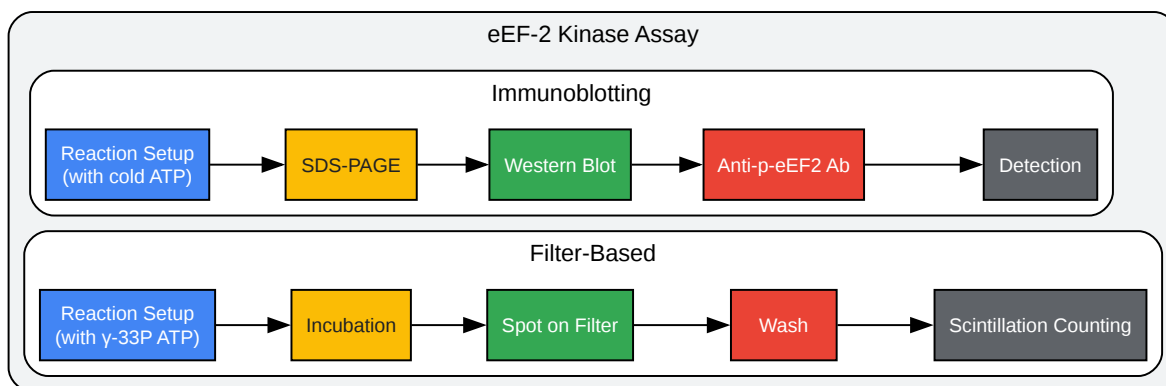 eEF-2 Kinase Assay
Immunoblotting
Reaction Setup
(with cold ATP)
SDS-PAGE
Western Blot
Anti-p-eEF2 Ab
Detection
Filter-Based
Reaction Setup
(with γ-33P ATP)
Incubation
Spot on Filter
Wash
Scintillation Counting